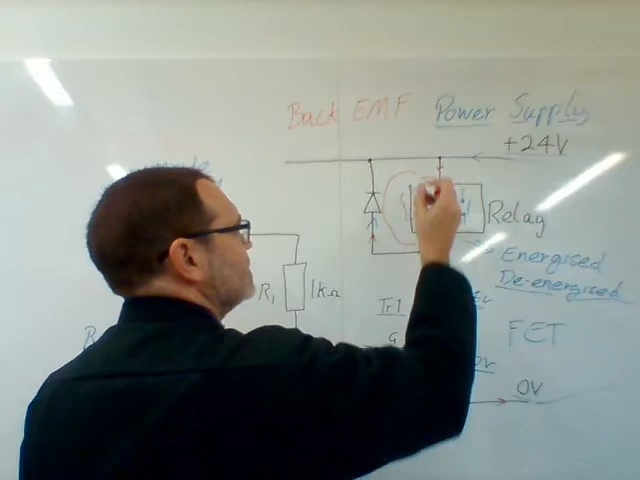 Back EMF Power Supply
+24V
Relay
Energised
De-energised
R1 1kΩ
Tr1
G
FET
0V